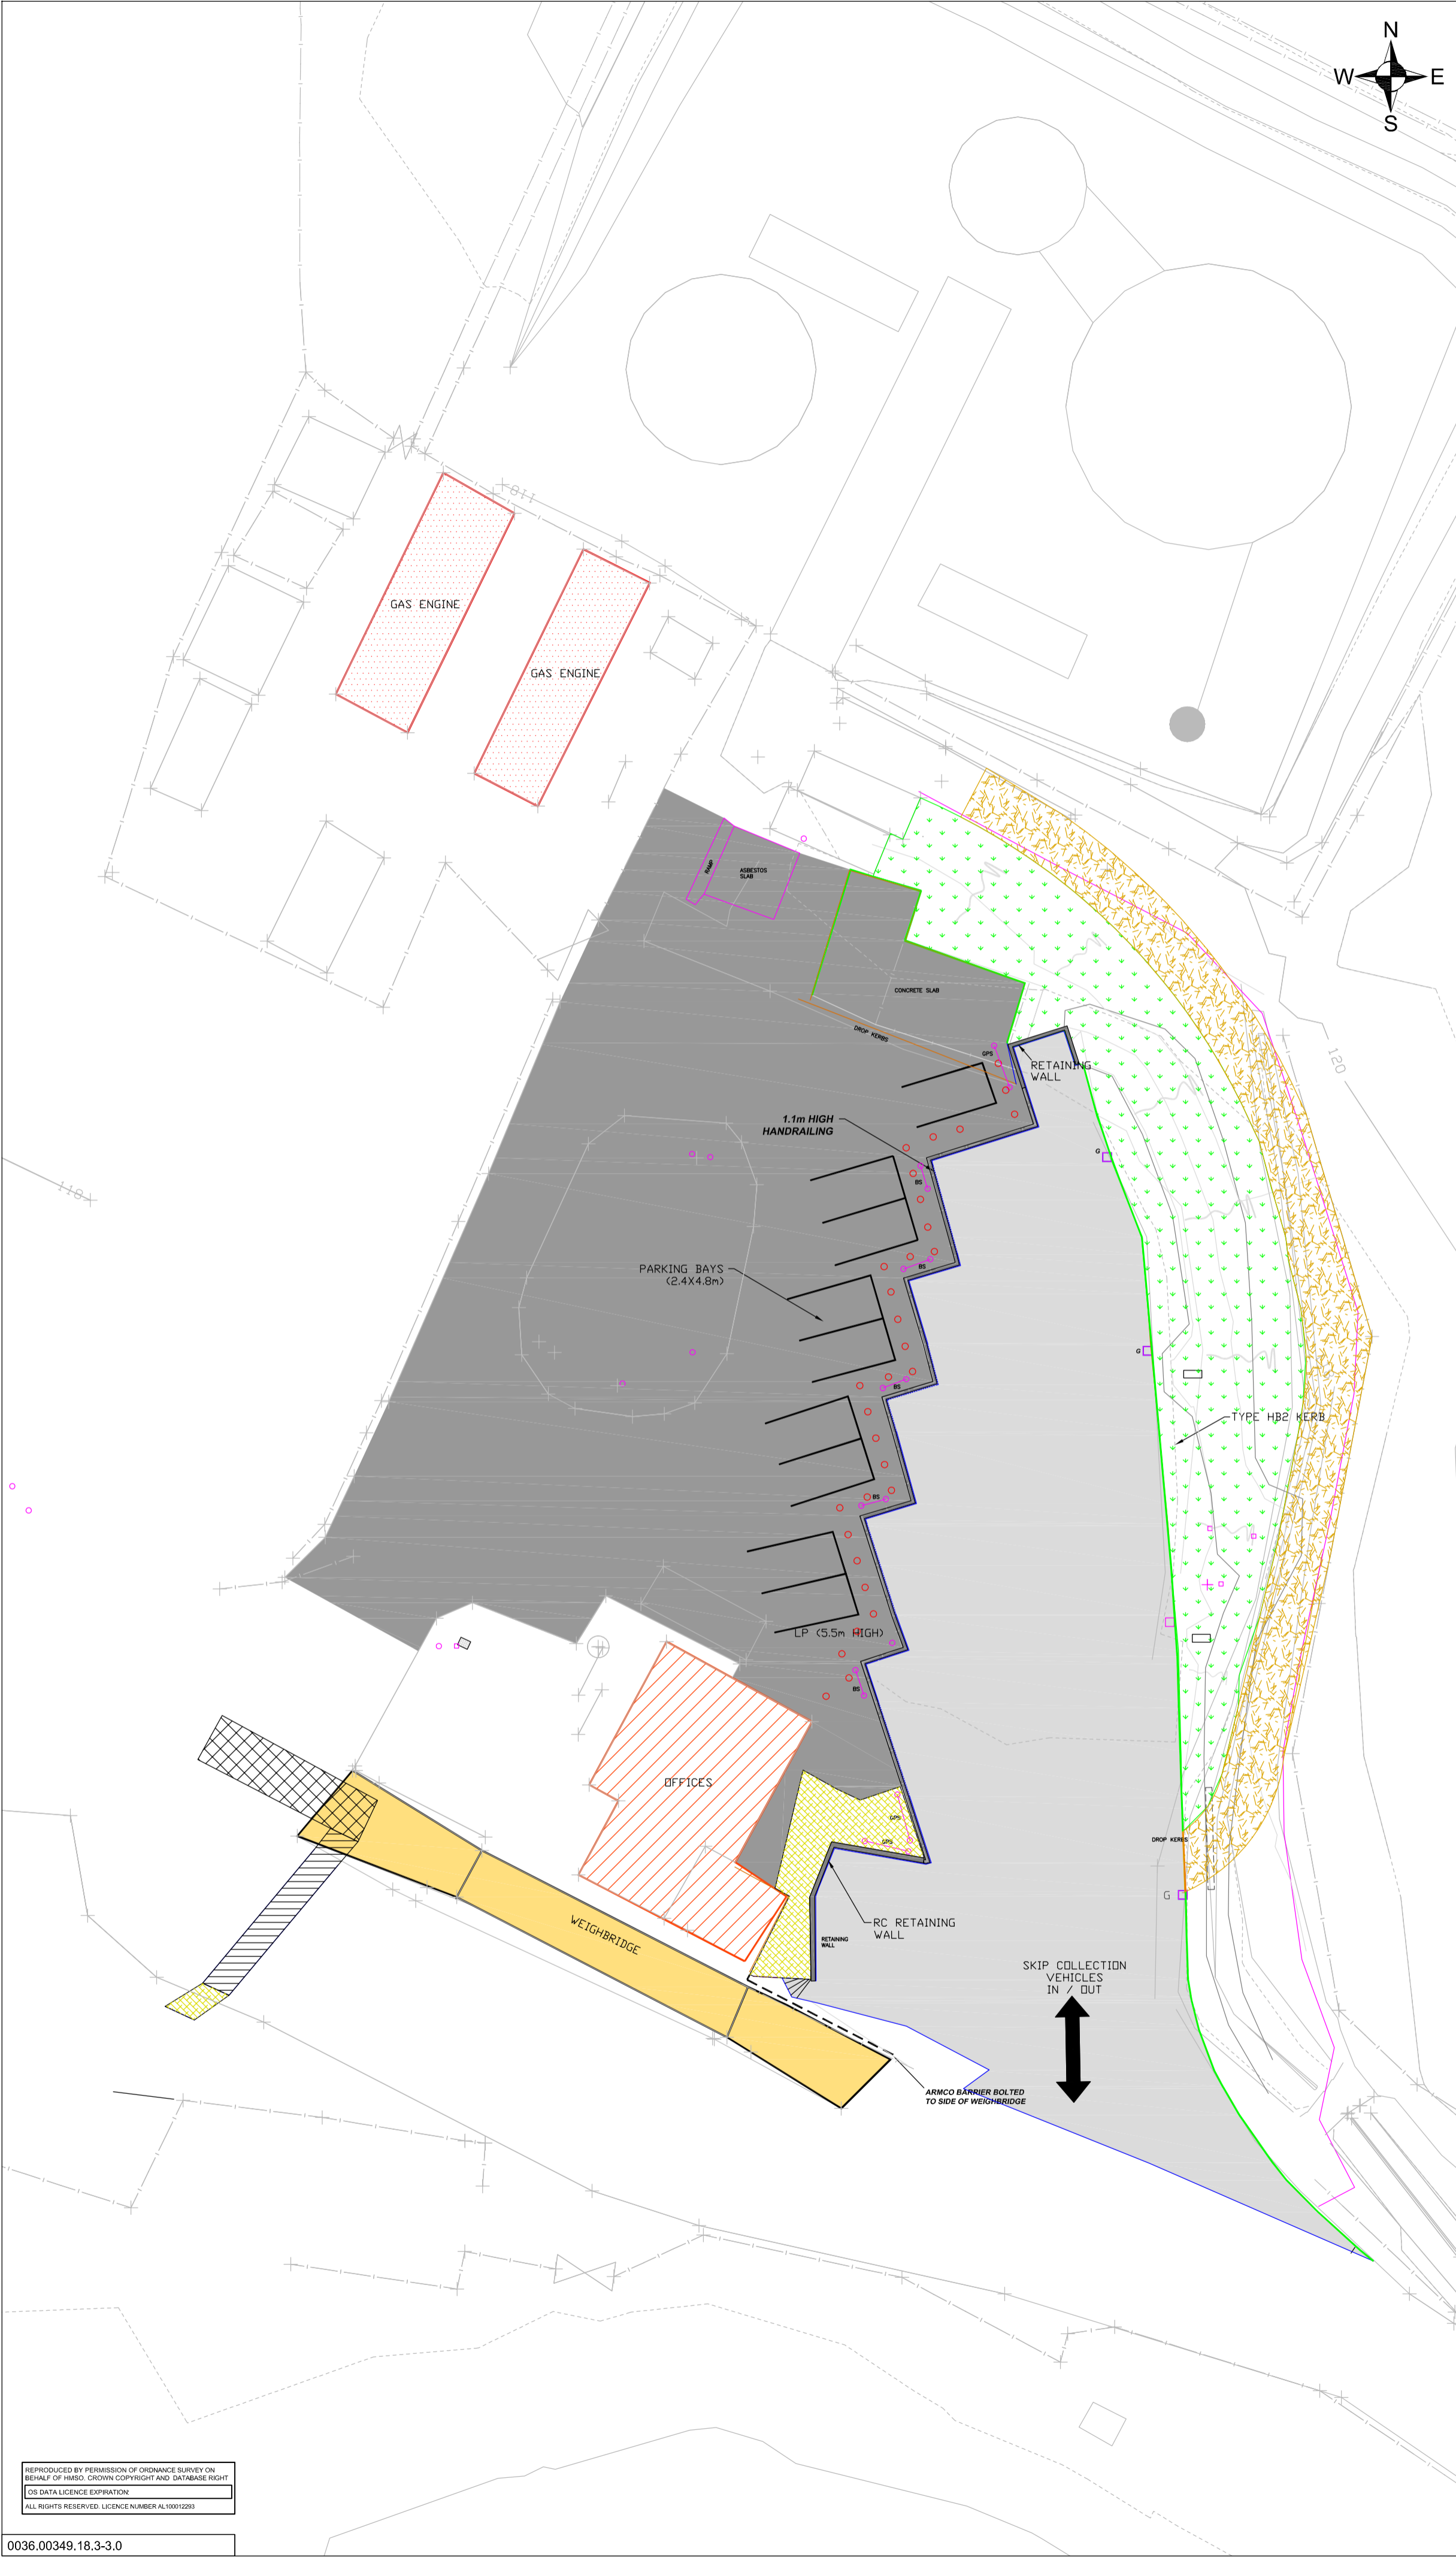 N
W E
S
118
GAS ENGINE
GAS ENGINE
RAMP
ASBESTOS
SLAB
CONCRETE SLAB
DROP KERBS
GPS
RETAINING
WALL
120
1.1m HIGH
HANDRAILING
G
BS
118
BS
PARKING BAYS
(2.4X4.8m)
G
BS
TYPE HB2 KERB
BS
LP (5.5m HIGH)
BS
OFFICES
GPS
GPS
DROP KERBS
G
WEIGHBRIDGE
RC RETAINING
WALL
RETAINING
WALL
SKIP COLLECTION
VEHICLES
IN / OUT
ARMCO BARRIER BOLTED
TO SIDE OF WEIGHBRIDGE
REPRODUCED BY PERMISSION OF ORDNANCE SURVEY ON
BEHALF OF HMSO. CROWN COPYRIGHT AND DATABASE RIGHT
OS DATA LICENCE EXPIRATION:
ALL RIGHTS RESERVED. LICENCE NUMBER AL100012293
0036.00349.18.3-3.0